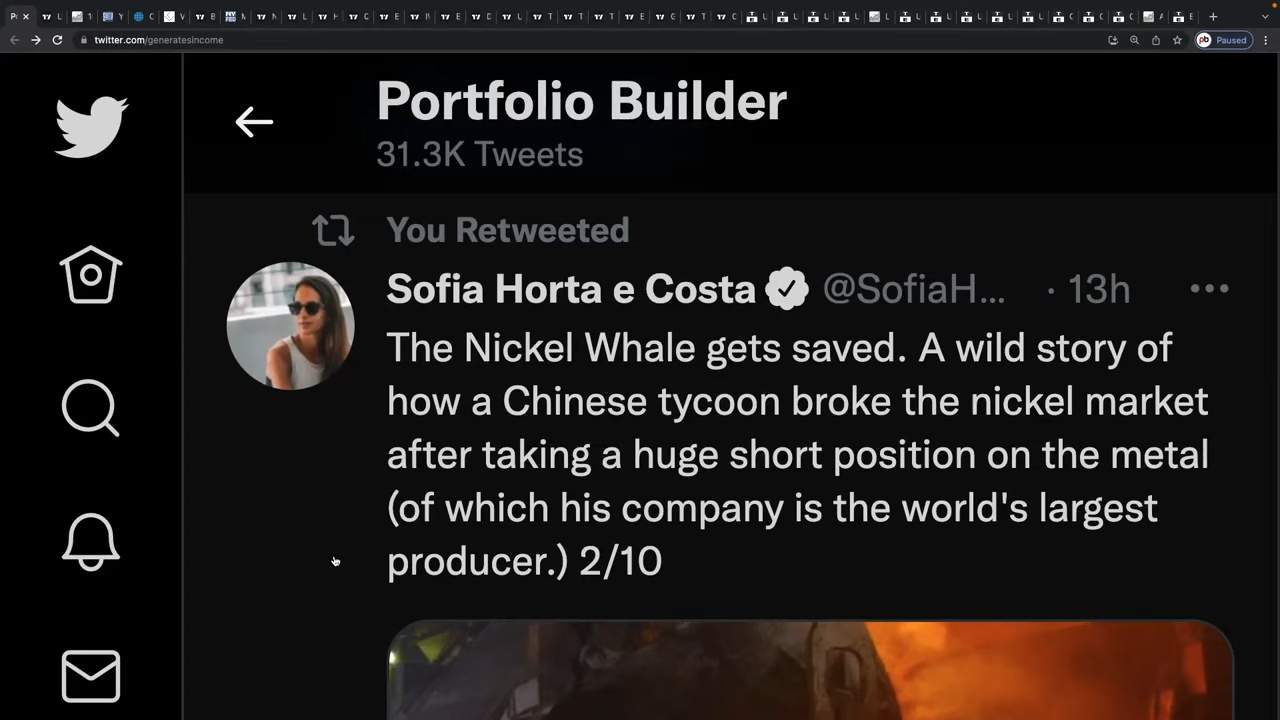 twitter.com/generatesincome
Paused
Portfolio Builder
31.3K Tweets
You Retweeted
Sofia Horta e Costa @SofiaH... · 13h
The Nickel Whale gets saved. A wild story of
how a Chinese tycoon broke the nickel market
after taking a huge short position on the metal
(of which his company is the world's largest
producer.) 2/10